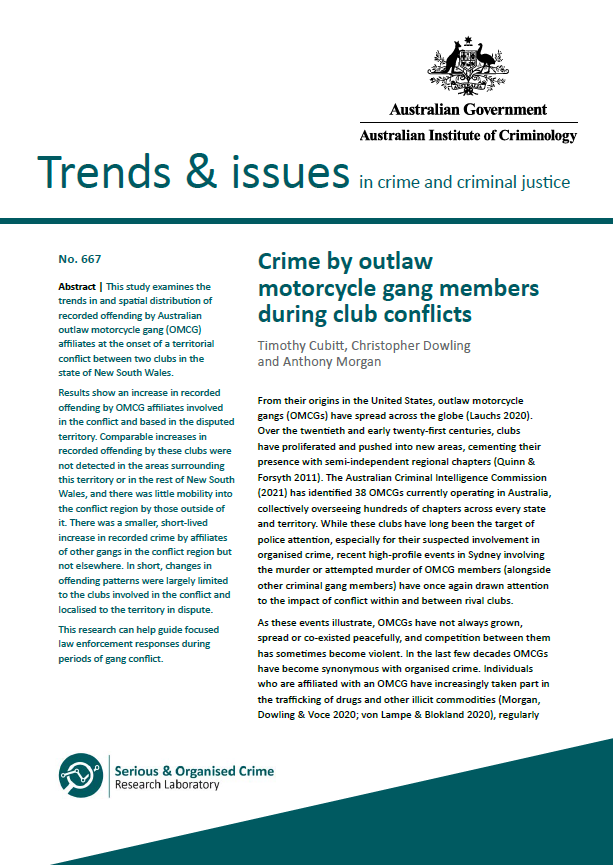 Australian Government
Australian Institute of Criminology
Trends & issues in crime and criminal justice
No. 667
Abstract | This study examines the
trends in and spatial distribution of
recorded offending by Australian
outlaw motorcycle gang (OMCG)
affiliates at the onset of a territorial
conflict between two clubs in the
state of New South Wales.
Results show an increase in recorded
offending by OMCG affiliates involved
in the conflict and based in the disputed
territory. Comparable increases in
recorded offending by these clubs were
not detected in the areas surrounding
this territory or in the rest of New South
Wales, and there was little mobility into
the conflict region by those outside of
it. There was a smaller, short-lived
increase in recorded crime by affiliates
of other gangs in the conflict region but
not elsewhere. In short, changes in
offending patterns were largely limited
to the clubs involved in the conflict and
localised to the territory in dispute.
This research can help guide focused
law enforcement responses during
periods of gang conflict.
Crime by outlaw
motorcycle gang members
during club conflicts
Timothy Cubitt, Christopher Dowling
and Anthony Morgan
From their origins in the United States, outlaw motorcycle
gangs (OMCGs) have spread across the globe (Lauchs 2020).
Over the twentieth and early twenty-first centuries, clubs
have proliferated and pushed into new areas, cementing their
presence with semi-independent regional chapters (Quinn &
Forsyth 2011). The Australian Criminal Intelligence Commission
(2021) has identified 38 OMCGs currently operating in Australia,
collectively overseeing hundreds of chapters across every state
and territory. While these clubs have long been the target of
police attention, especially for their suspected involvement in
organised crime, recent high-profile events in Sydney involving
the murder or attempted murder of OMCG members (alongside
other criminal gang members) have once again drawn attention
to the impact of conflict within and between rival clubs.
As these events illustrate, OMCGs have not always grown,
spread or co-existed peacefully, and competition between them
has sometimes become violent. In the last few decades OMCGs
have become synonymous with organised crime. Individuals
who are affiliated with an OMCG have increasingly taken part in
the trafficking of drugs and other illicit commodities (Morgan,
Dowling & Voce 2020; von Lampe & Blokland 2020), regularly
Serious & Organised Crime
Research Laboratory